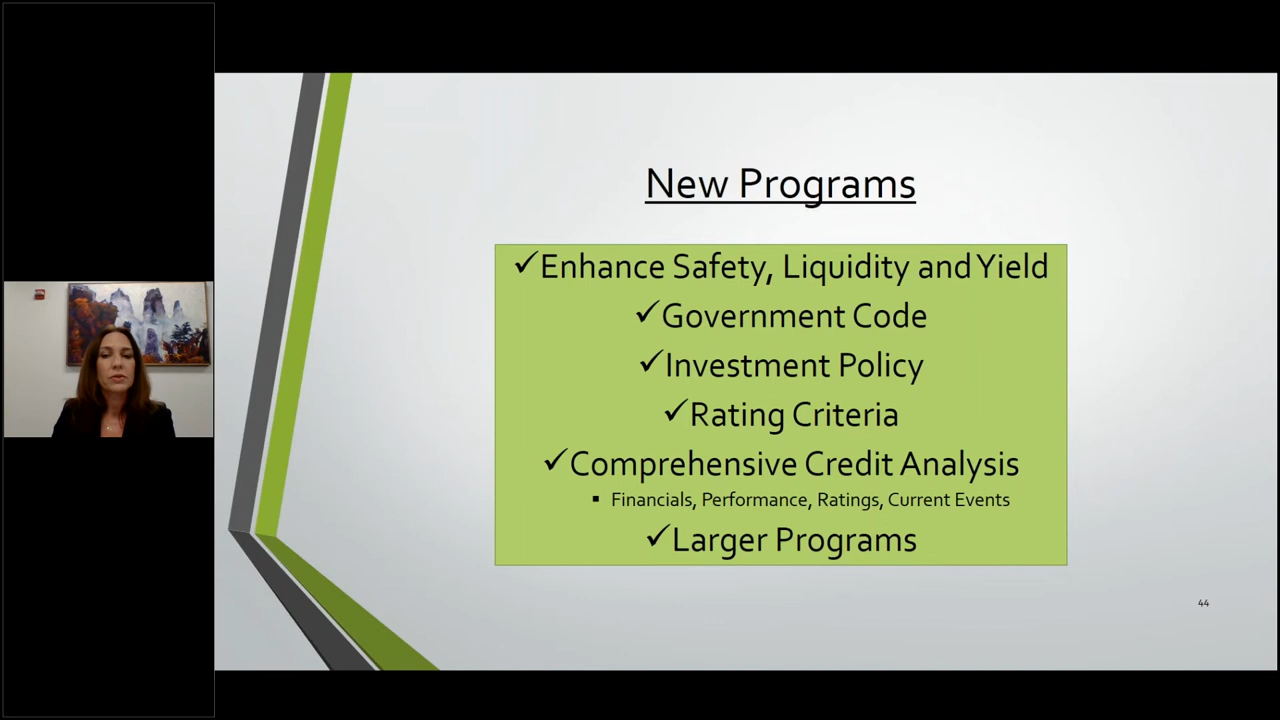 New Programs
✓Enhance Safety, Liquidity and Yield
✓Government Code
✓Investment Policy
✓Rating Criteria
✓Comprehensive Credit Analysis
▪ Financials, Performance, Ratings, Current Events
✓Larger Programs
44